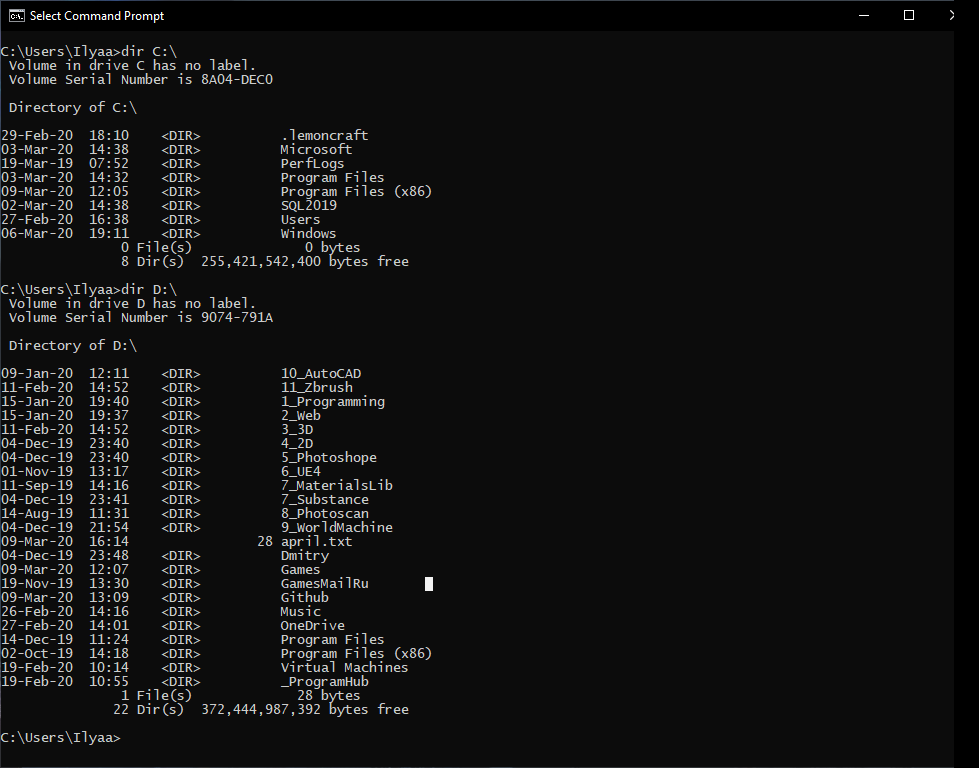 Select Command Prompt
C:\Users\Ilyaa>dir C:\
 Volume in drive C has no label.
 Volume Serial Number is 8A04-DEC0

 Directory of C:\

29-Feb-20  18:10    <DIR>          .lemoncraft
03-Mar-20  14:38    <DIR>          Microsoft
19-Mar-19  07:52    <DIR>          PerfLogs
03-Mar-20  14:32    <DIR>          Program Files
09-Mar-20  12:05    <DIR>          Program Files (x86)
02-Mar-20  14:38    <DIR>          SQL2019
27-Feb-20  16:38    <DIR>          Users
06-Mar-20  19:11    <DIR>          Windows
               0 File(s)              0 bytes
               8 Dir(s)  255,421,542,400 bytes free

C:\Users\Ilyaa>dir D:\
 Volume in drive D has no label.
 Volume Serial Number is 9074-791A

 Directory of D:\

09-Jan-20  12:11    <DIR>          10_AutoCAD
11-Feb-20  14:52    <DIR>          11_Zbrush
15-Jan-20  19:40    <DIR>          1_Programming
15-Jan-20  19:37    <DIR>          2_Web
11-Feb-20  14:52    <DIR>          3_3D
04-Dec-19  23:40    <DIR>          4_2D
04-Dec-19  23:40    <DIR>          5_Photoshope
01-Nov-19  13:17    <DIR>          6_UE4
11-Sep-19  14:16    <DIR>          7_MaterialsLib
04-Dec-19  23:41    <DIR>          7_Substance
14-Aug-19  11:31    <DIR>          8_Photoscan
04-Dec-19  21:54    <DIR>          9_WorldMachine
09-Mar-20  16:14                28 april.txt
04-Dec-19  23:48    <DIR>          Dmitry
09-Mar-20  12:07    <DIR>          Games
19-Nov-19  13:30    <DIR>          GamesMailRu
09-Mar-20  13:09    <DIR>          Github
26-Feb-20  14:16    <DIR>          Music
27-Feb-20  14:01    <DIR>          OneDrive
14-Dec-19  11:24    <DIR>          Program Files
02-Oct-19  14:18    <DIR>          Program Files (x86)
19-Feb-20  10:14    <DIR>          Virtual Machines
19-Feb-20  10:55    <DIR>          _ProgramHub
               1 File(s)             28 bytes
              22 Dir(s)  372,444,987,392 bytes free

C:\Users\Ilyaa>